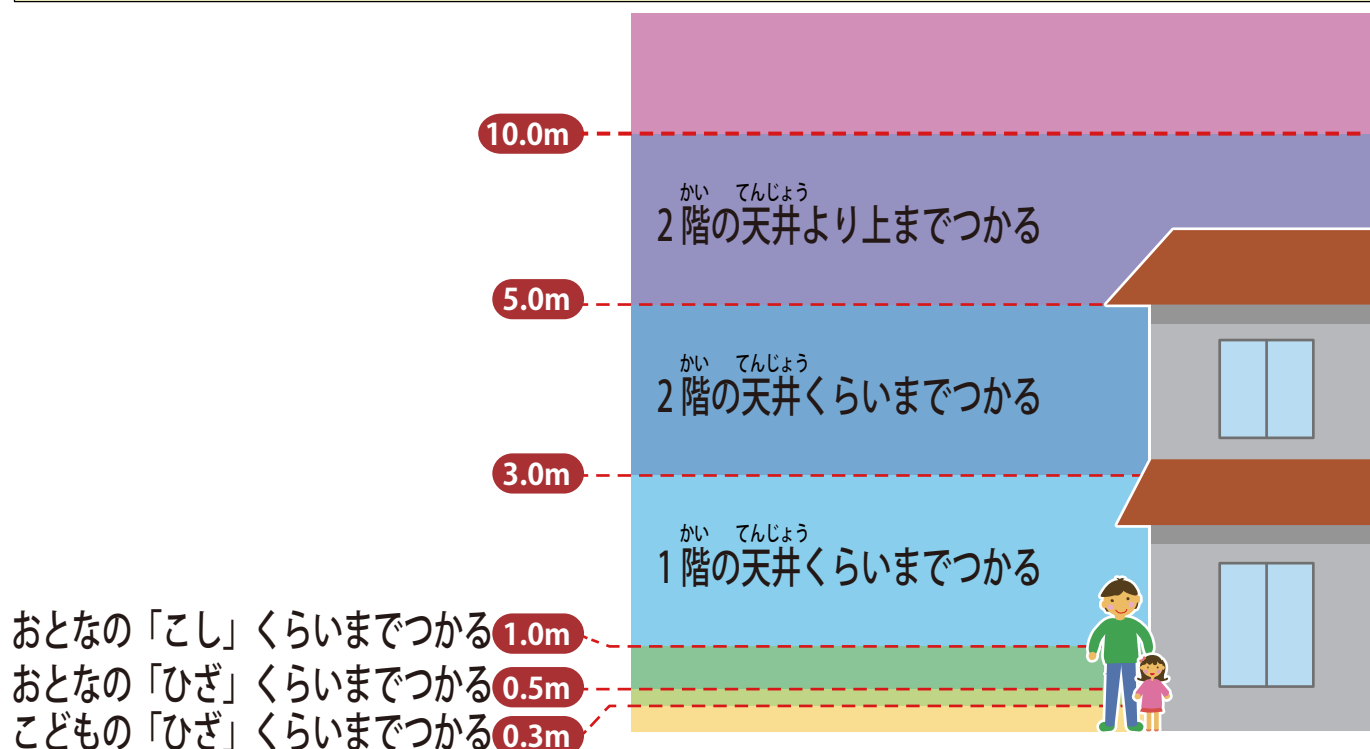 10.0m
かい てんじょう
2階の天井より上までつかる
5.0m
かい てんじょう
2階の天井くらいまでつかる
3.0m
かい てんじょう
1階の天井くらいまでつかる
おとなの「こし」くらいまでつかる 1.0m
おとなの「ひざ」くらいまでつかる 0.5m
こどもの「ひざ」くらいまでつかる 0.3m